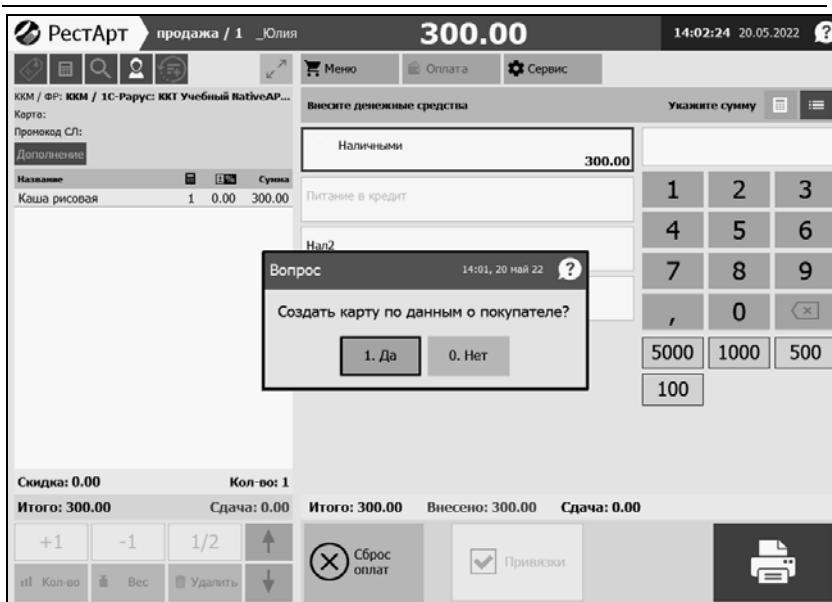 РестАрт
продажа / 1 _Юлия
300.00
14:02:24 20.05.2022
?
Меню
Оплата
Сервис
ККМ / ФР: ККМ / 1С-Рарус: ККТ Учебный NativeAP...
Карта:
Промокод СЛ:
Дополнение
Название Сумма
Каша рисовая 1 0.00 300.00
Скидка: 0.00 Кол-во: 1
Итого: 300.00 Сдача: 0.00
+1 -1 1/2
Кол-во Вес Удалить
Внесите денежные средства
Укажите сумму
Наличными
300.00
Питание в кредит
Нал2
Вопрос 14:01, 20 май 22 ?
Создать карту по данным о покупателе?
1. Да 0. Нет
1 2 3
4 5 6
7 8 9
, 0
5000 1000 500
100
Итого: 300.00 Внесено: 300.00 Сдача: 0.00
Сброс
оплат
Привязки